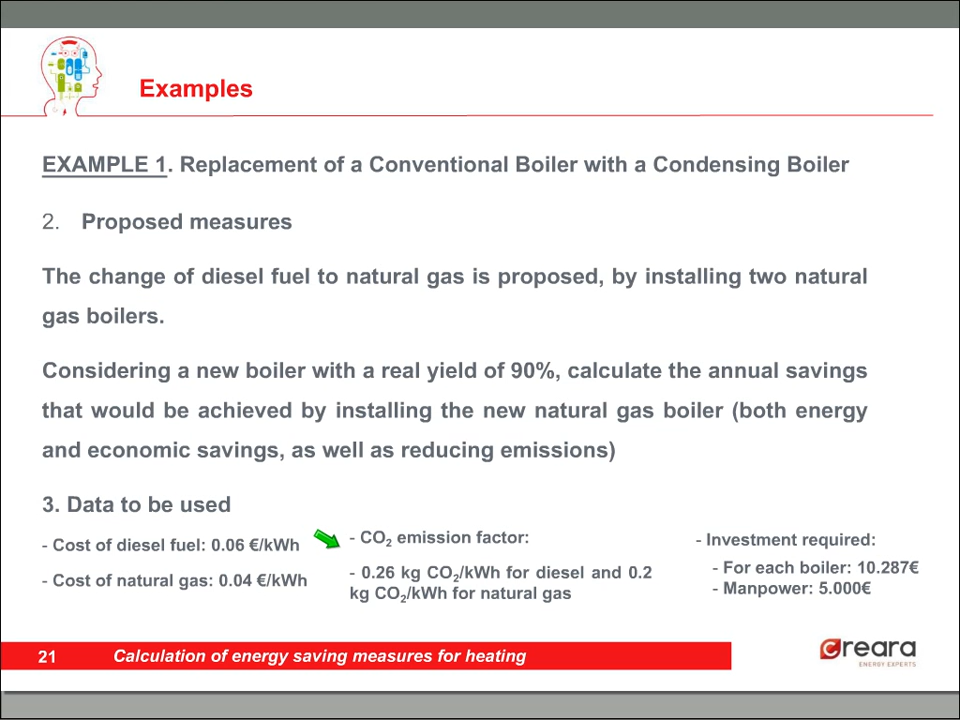 Examples
EXAMPLE 1. Replacement of a Conventional Boiler with a Condensing Boiler
2. Proposed measures
The change of diesel fuel to natural gas is proposed, by installing two natural
gas boilers.
Considering a new boiler with a real yield of 90%, calculate the annual savings
that would be achieved by installing the new natural gas boiler (both energy
and economic savings, as well as reducing emissions)
3. Data to be used
- Cost of diesel fuel: 0.06 €/kWh
- Cost of natural gas: 0.04 €/kWh
- CO2 emission factor:
- 0.26 kg CO2/kWh for diesel and 0.2
kg CO2/kWh for natural gas
- Investment required:
- For each boiler: 10.287€
- Manpower: 5.000€
21 Calculation of energy saving measures for heating
creara
ENERGY EXPERTS